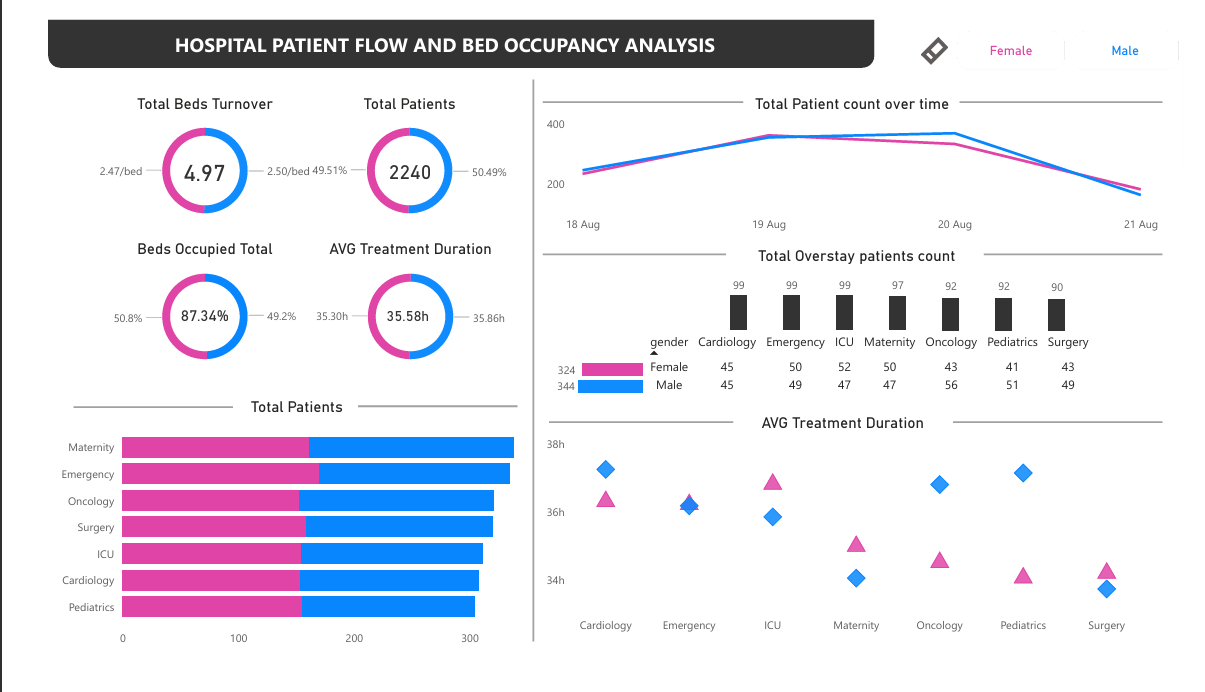 HOSPITAL PATIENT FLOW AND BED OCCUPANCY ANALYSIS
Female Male
Total Beds Turnover
2.47/bed 4.97 2.50/bed
Total Patients
49.51% 2240 50.49%
Beds Occupied Total
50.8% 87.34% 49.2%
AVG Treatment Duration
35.30h 35.58h 35.86h
Total Patients
Maternity
Emergency
Oncology
Surgery
ICU
Cardiology
Pediatrics
0 100 200 300
Total Patient count over time
400
200
18 Aug 19 Aug 20 Aug 21 Aug
Total Overstay patients count
99 99 99 97 92 92 90
gender Cardiology Emergency ICU Maternity Oncology Pediatrics Surgery
324 Female 45 50 52 50 43 41 43
344 Male 45 49 47 47 56 51 49
AVG Treatment Duration
38h
36h
34h
Cardiology Emergency ICU Maternity Oncology Pediatrics Surgery